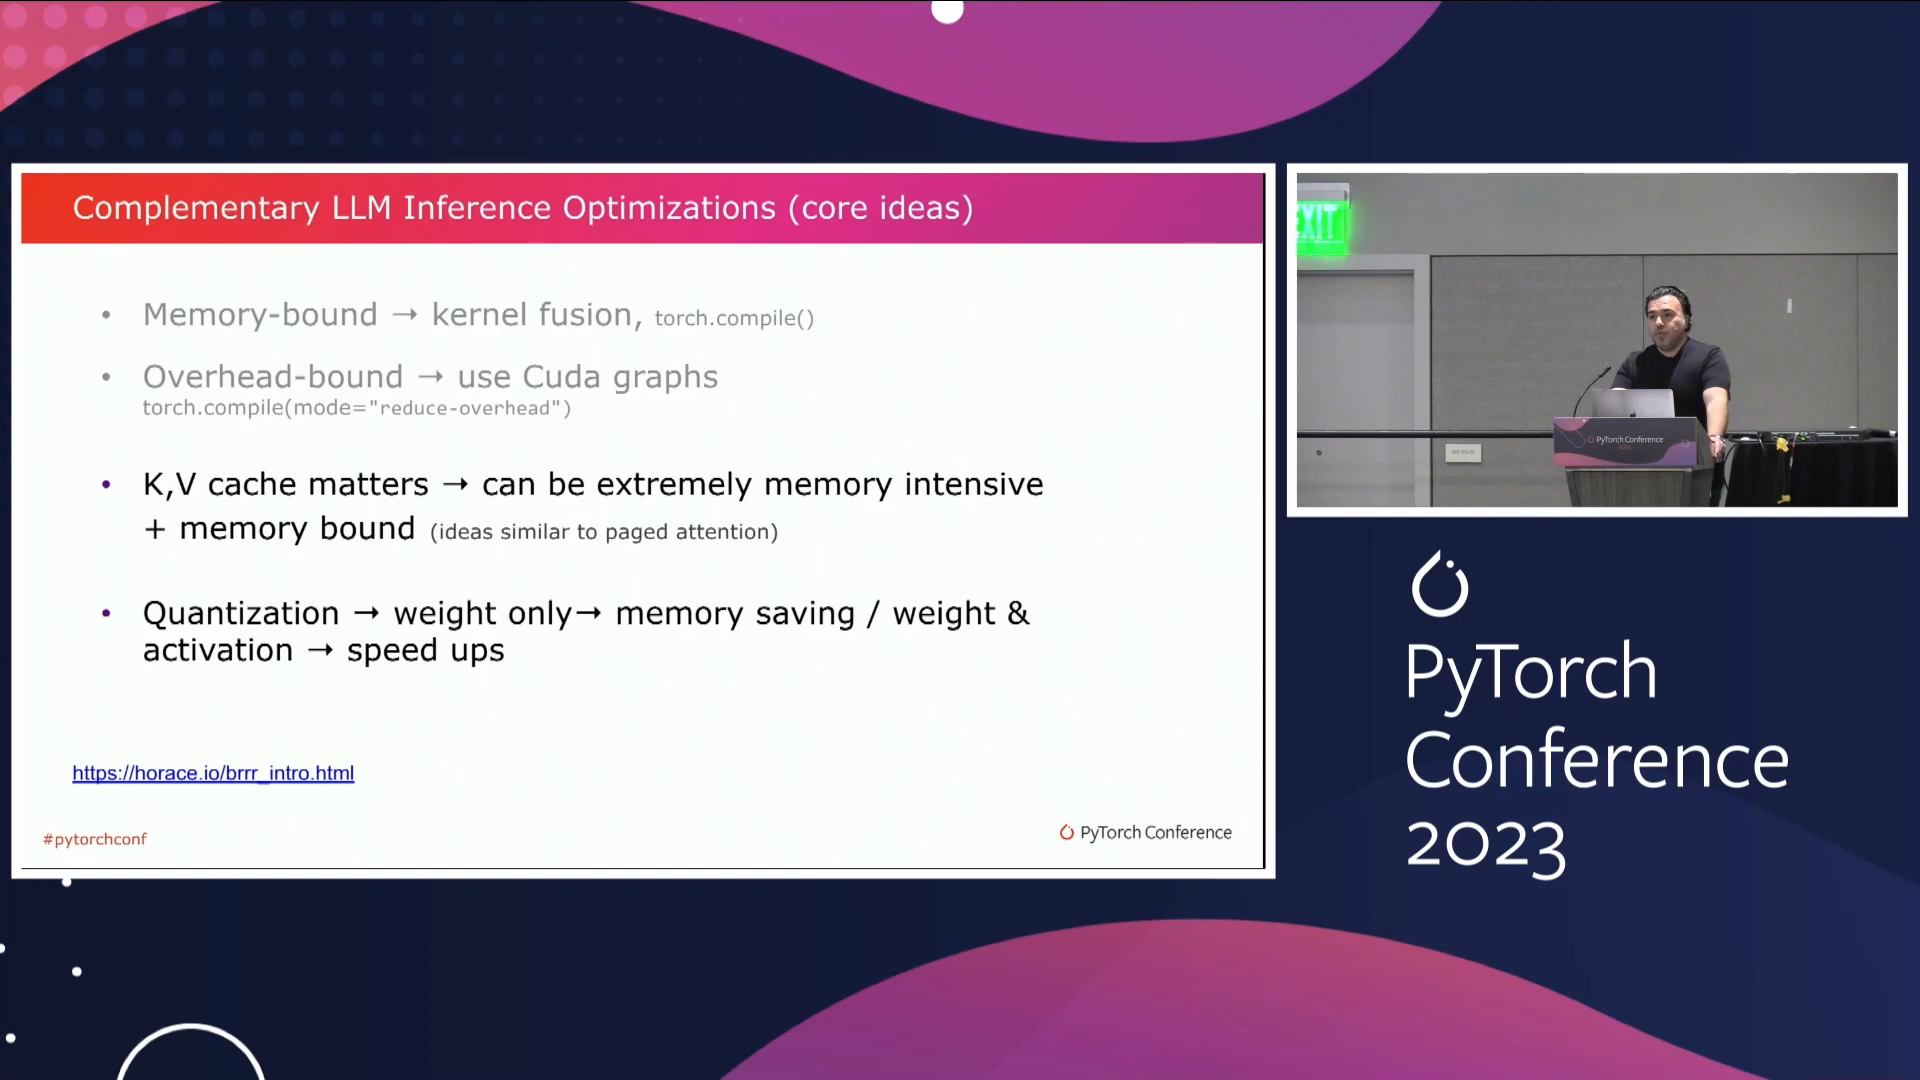 Complementary LLM Inference Optimizations (core ideas)
• Memory-bound → kernel fusion, torch.compile()
• Overhead-bound → use Cuda graphs
torch.compile(mode="reduce-overhead")
• K,V cache matters → can be extremely memory intensive
+ memory bound (ideas similar to paged attention)
• Quantization → weight only→ memory saving / weight &
activation → speed ups
https://horace.io/brrr_intro.html
#pytorchconf
PyTorch Conference
EXIT
PyTorch Conference
PyTorch
Conference
2023